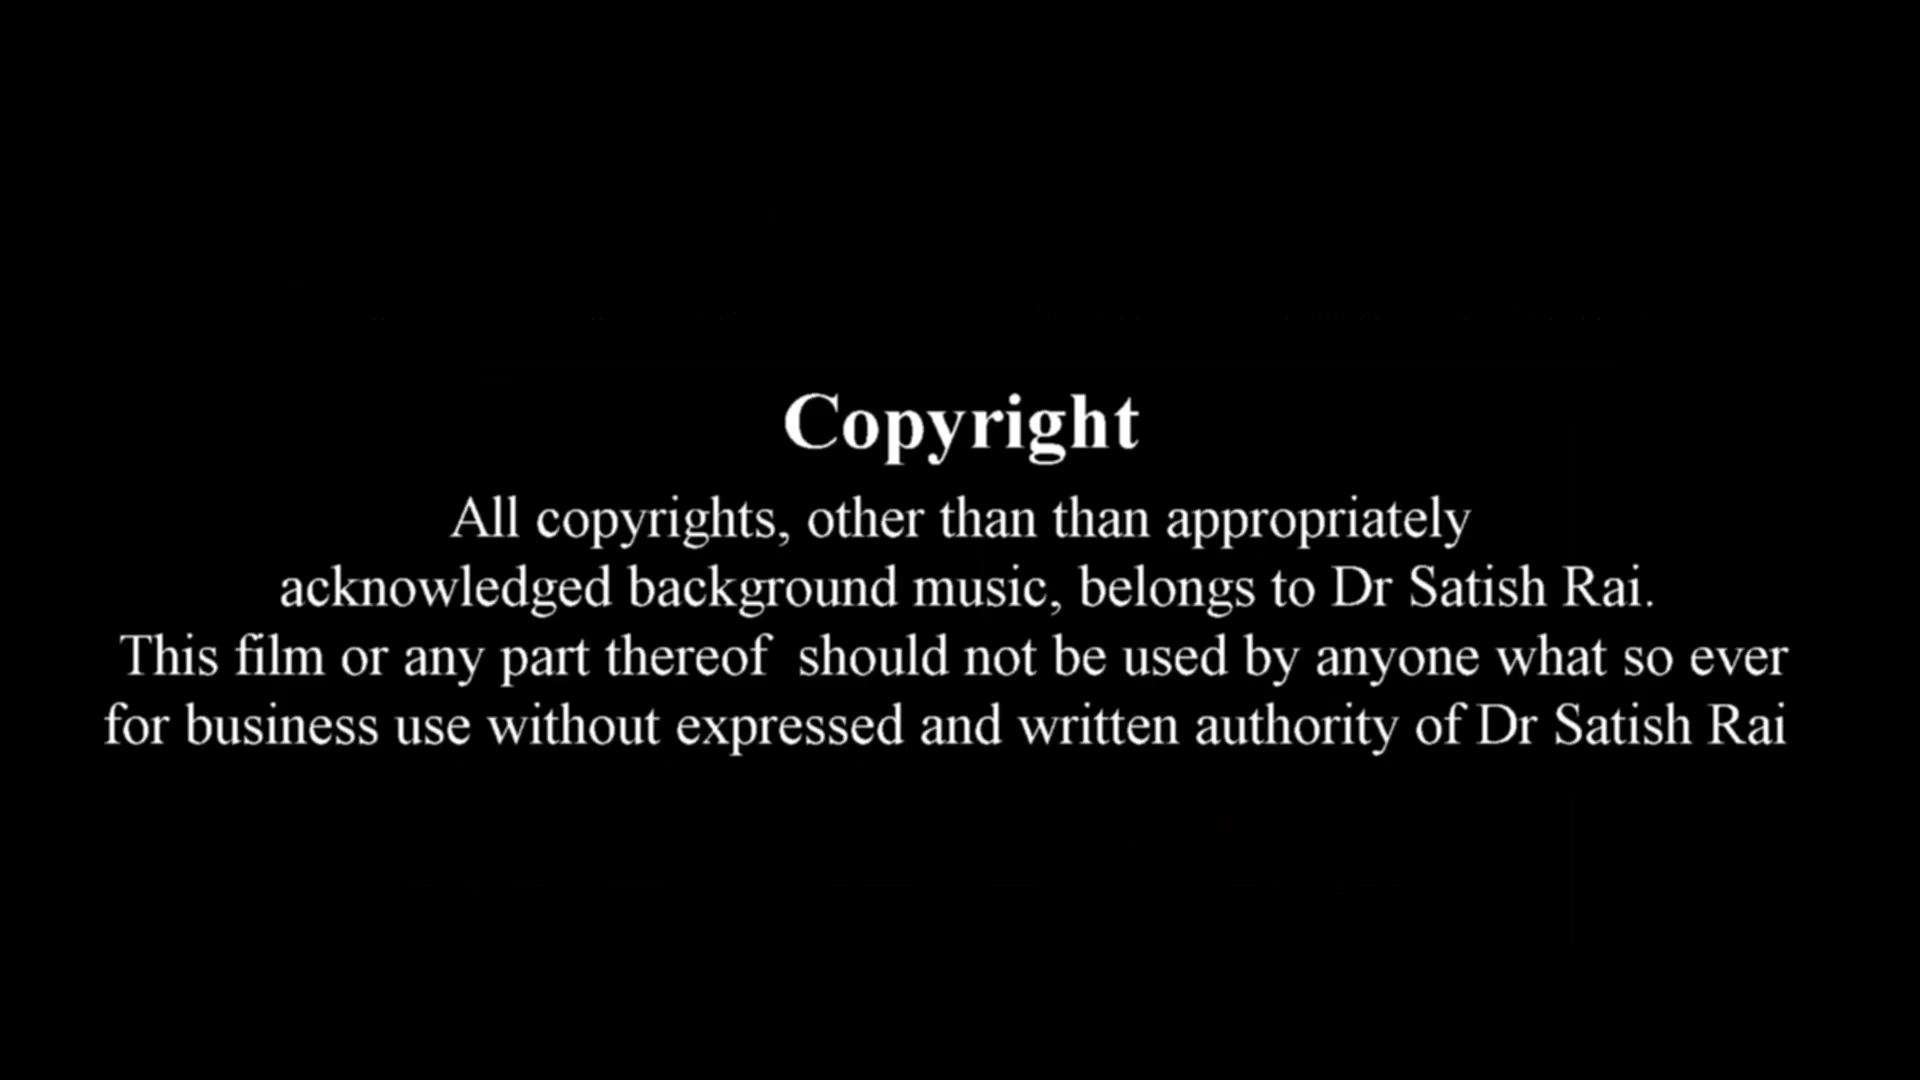 Copyright
All copyrights, other than than appropriately
acknowledged background music, belongs to Dr Satish Rai.
This film or any part thereof  should not be used by anyone what so ever
for business use without expressed and written authority of Dr Satish Rai